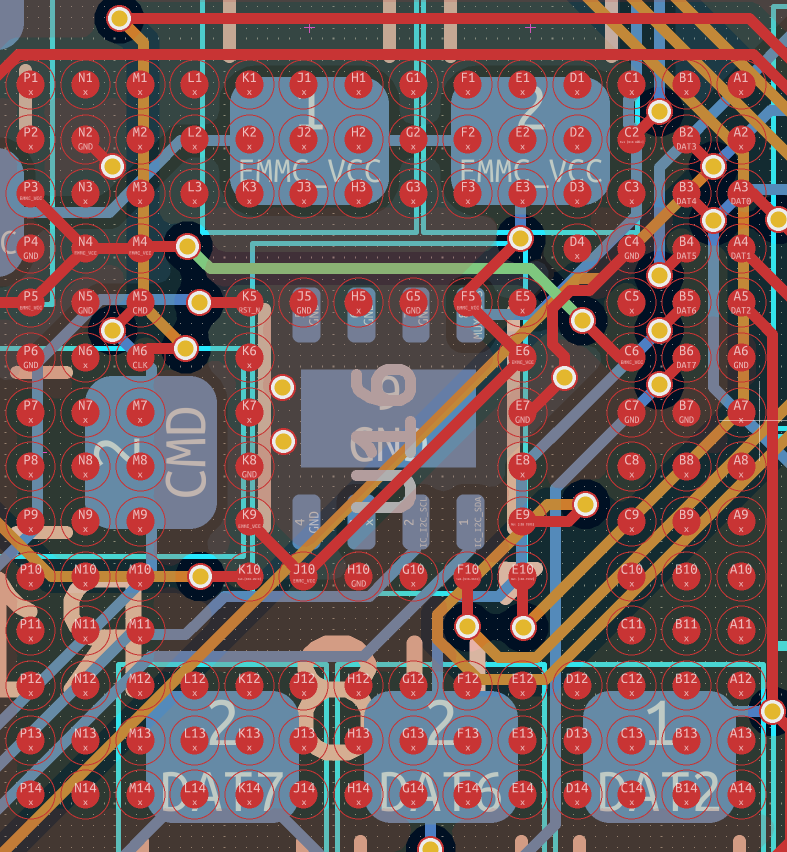 P1 x N1 x M1 x L1 x K1 x J1 x H1 x G1 x F1 x E1 x D1 x C1 x B1 x A1 x
1 2
P2 x N2 GND M2 x L2 x K2 x J2 x H2 x G2 x F2 x E2 x D2 x C2 B2 DAT3 A2 x
EMMC_VCC EMMC_VCC
P3 EMMC_VCC N3 x M3 x L3 x K3 x J3 x H3 x G3 x F3 x E3 x D3 x C3 x B3 DAT4 A3 DAT0
C
P4 GND N4 EMMC_VCC M4 EMMC_VCC D4 x C4 GND B4 DAT5 A4 DAT1
P5 x N5 GND M5 CMD K5 RST_N J5 GND H5 x G5 GND F5 EMMC_VCC E5 x C5 x B5 DAT6 A5 DAT2
P6 GND N6 x M6 CLK K6 x E6 EMMC_VCC C6 x B6 DAT7 A6 GND
U16
GND
P7 x N7 x M7 x K7 x E7 GND C7 GND B7 GND A7 x
2
CMD
P8 x N8 x M8 x K8 GND E8 x C8 x B8 x A8 x
P9 x N9 x M9 x K9 EMMC_VCC E9 C9 x B9 x A9 x
4 GND x 2 1
P10 x N10 x M10 x K10 J10 EMMC_VCC H10 GND G10 x F10 E10 C10 x B10 x A10 x
P11 x N11 x M11 x C11 x B11 x A11 x
8
P12 x N12 x M12 x L12 x K12 x J12 x H12 x G12 x F12 x E12 x D12 x C12 x B12 x A12 x
2 2 1
P13 x N13 x M13 x L13 x K13 x J13 x H13 x G13 x F13 x E13 x D13 x C13 x B13 x A13 x
DAT7 DAT6 DAT2
P14 x N14 x M14 x L14 x K14 x J14 x H14 x G14 x F14 x E14 x D14 x C14 x B14 x A14 x